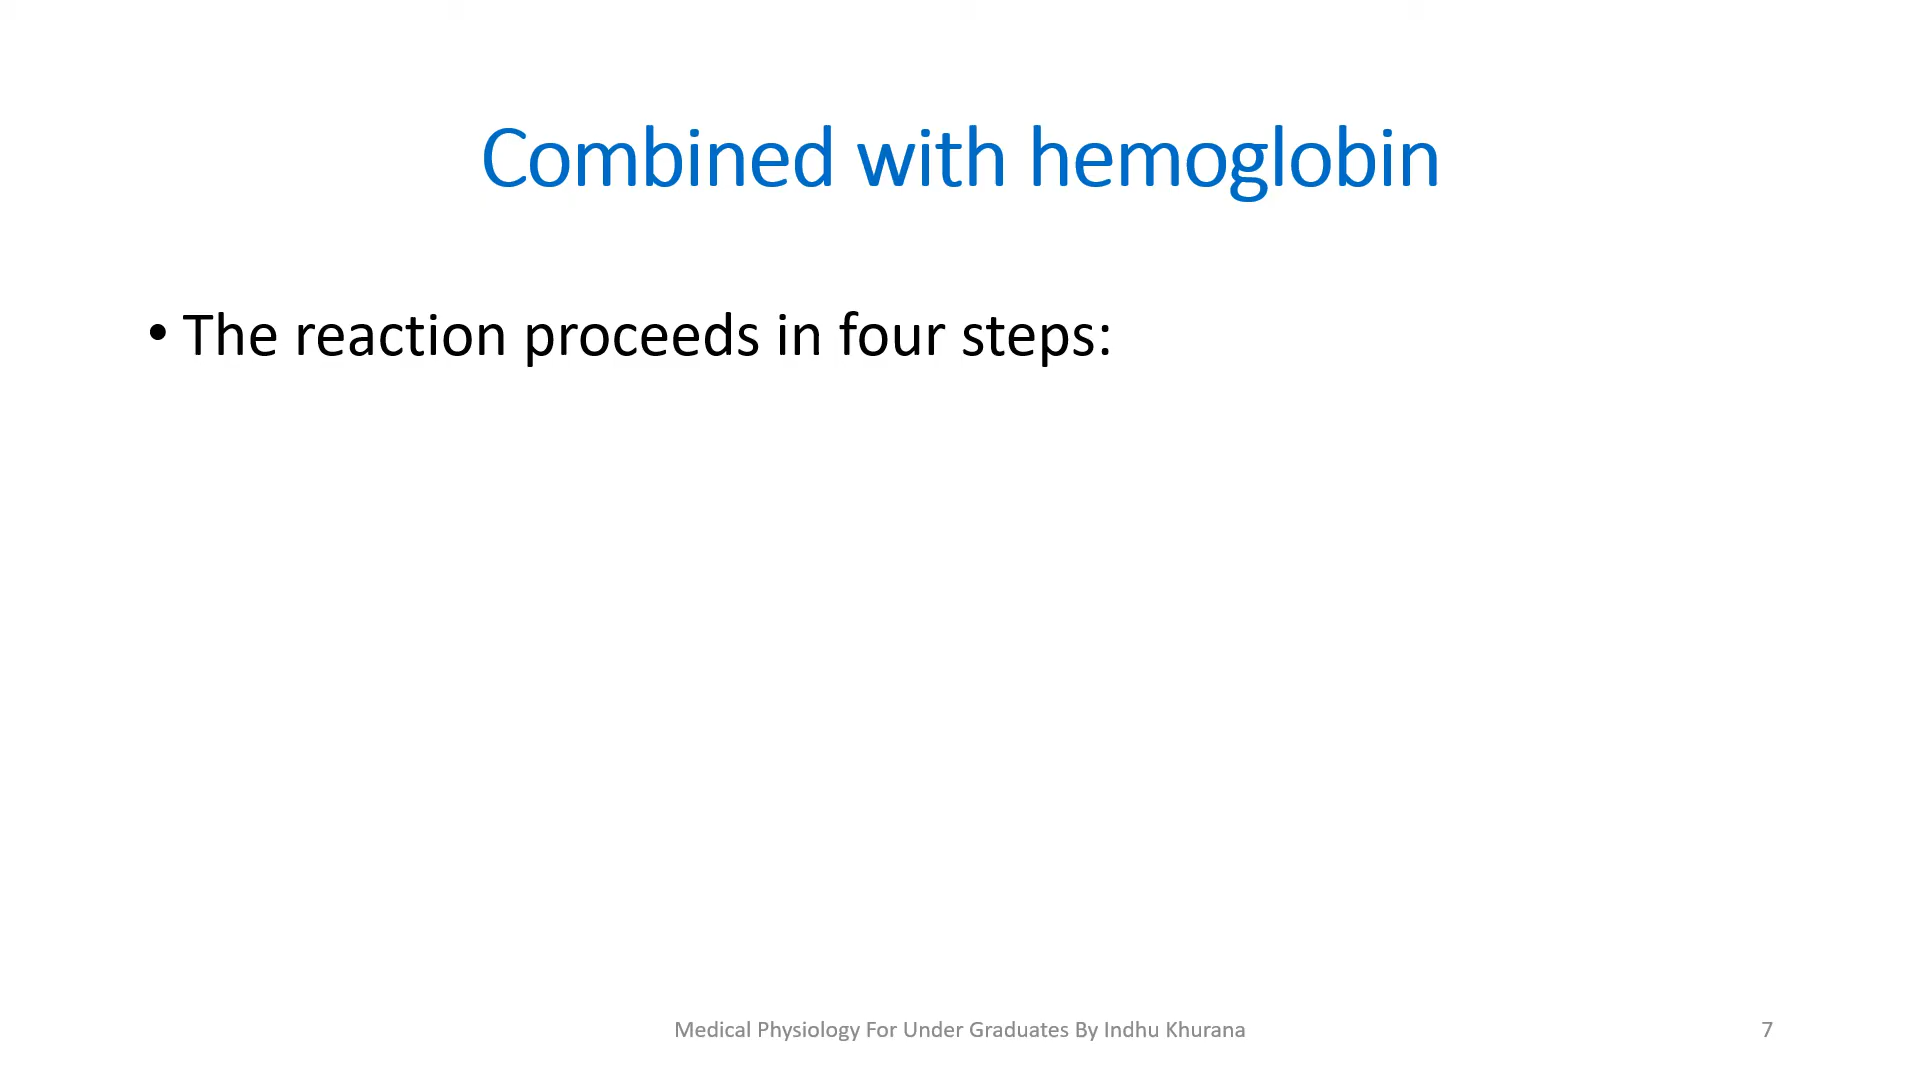 Combined with hemoglobin
• The reaction proceeds in four steps:
Medical Physiology For Under Graduates By Indhu Khurana
7